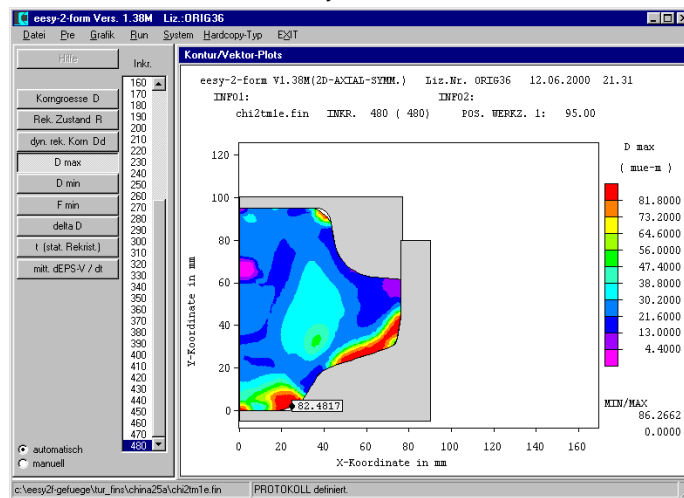 eesy-2-form Vers. 1.38M Liz.:ORIG36
Datei Pre Grafik Run System Hardcopy-Typ EXIT
Hilfe
Inkr.
Korngroesse D
Rek. Zustand R
dyn. rek. Korn Dd
D max
D min
F min
delta D
t (stat. Rekrist.)
mitt. dEPS-V / dt
160
170
180
190
200
210
220
230
240
250
260
270
280
290
300
310
320
330
340
350
360
370
380
390
400
410
420
430
440
450
460
470
480
automatisch
manuell
Kontur/Vektor-Plots
eesy-2-form V1.38M(2D-AXIAL-SYMM.) Liz.Nr. ORIG36 12.06.2000 21.31
INFO1: INFO2:
chi2tm1e.fin INKR. 480 ( 480) POS. WERKZ. 1: 95.00
D max
( mue-m )
81.8000
73.2000
64.6000
56.0000
47.4000
38.8000
30.2000
21.6000
13.0000
4.4000
MIN/MAX
86.2662
0.0000
Y-Koordinate in mm
120
100
80
60
40
20
0
82.4817
0 20 40 60 80 100 120 140 160
X-Koordinate in mm
c:\eesy2f-gefuege\tur_fins\china25a\chi2tm1e.fin PROTOKOLL definiert.